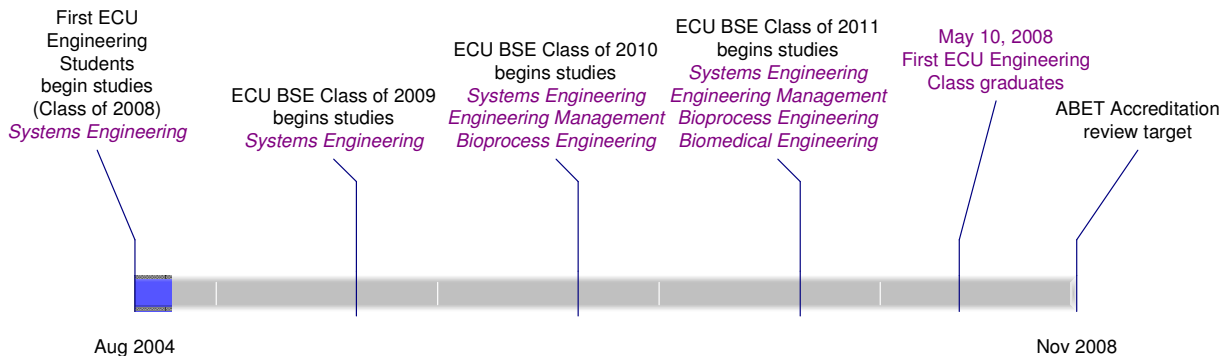 First ECU
Engineering
Students
begin studies
(Class of 2008)
Systems Engineering
ECU BSE Class of 2009
begins studies
Systems Engineering
ECU BSE Class of 2010
begins studies
Systems Engineering
Engineering Management
Bioprocess Engineering
ECU BSE Class of 2011
begins studies
Systems Engineering
Engineering Management
Bioprocess Engineering
Biomedical Engineering
May 10, 2008
First ECU Engineering
Class graduates
ABET Accreditation
review target
Aug 2004
Nov 2008